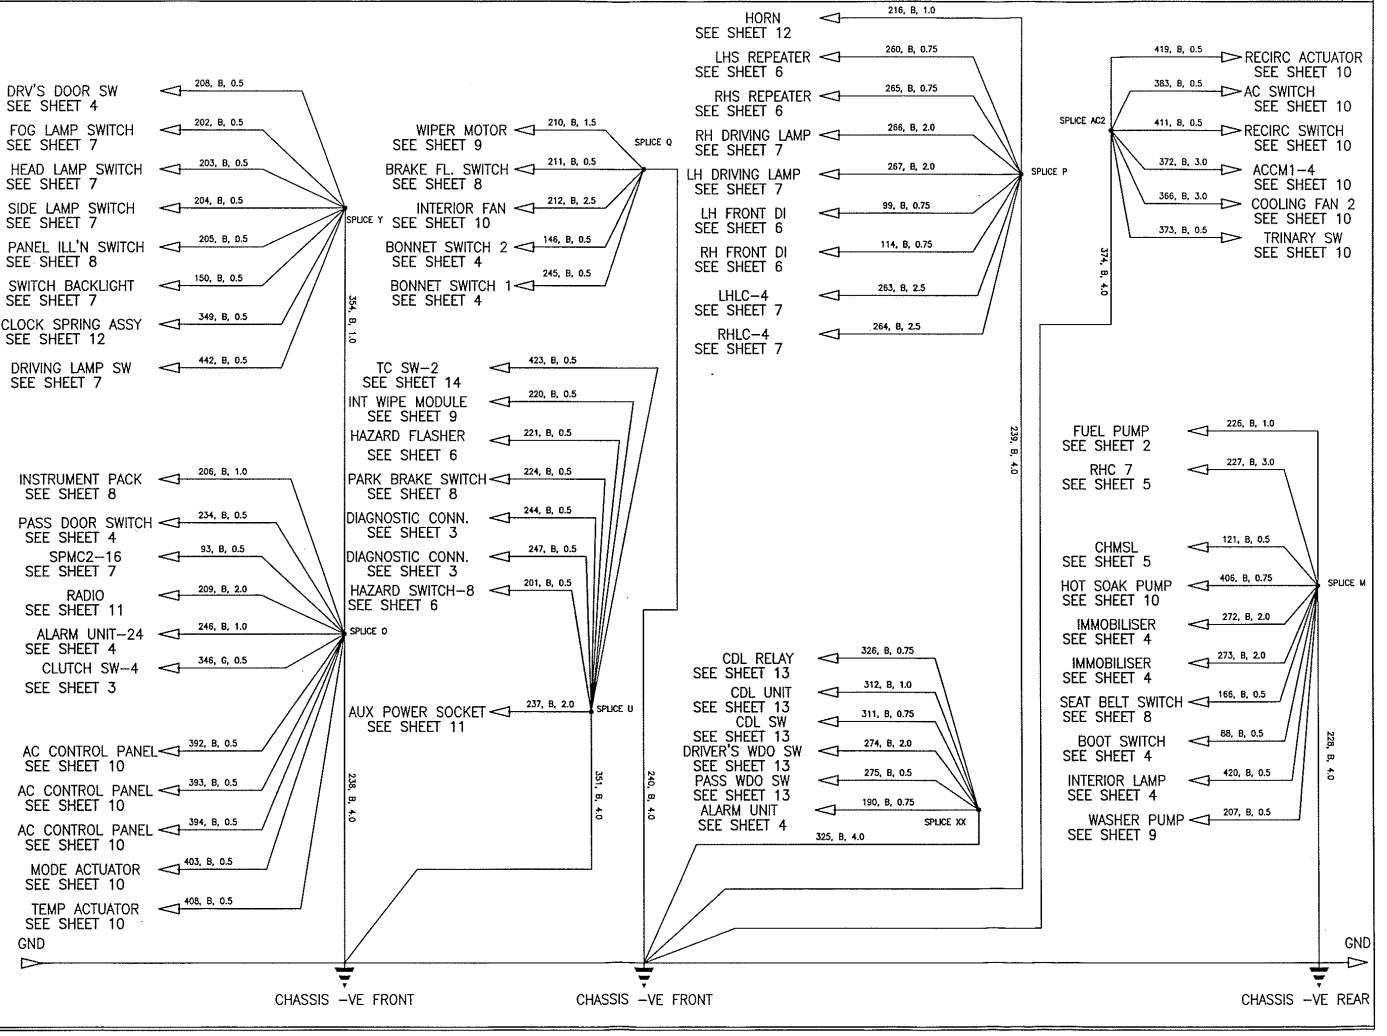 DRV'S DOOR SW
SEE SHEET 4
208, B, 0.5
FOG LAMP SWITCH
SEE SHEET 7
202, B, 0.5
HEAD LAMP SWITCH
SEE SHEET 7
203, B, 0.5
SIDE LAMP SWITCH
SEE SHEET 7
204, B, 0.5
PANEL ILL'N SWITCH
SEE SHEET 8
205, B, 0.5
SWITCH BACKLIGHT
SEE SHEET 7
150, B, 0.5
CLOCK SPRING ASSY
SEE SHEET 12
349, B, 0.5
DRIVING LAMP SW
SEE SHEET 7
442, B, 0.5
SPLICE Y
354, B, 1.0
INSTRUMENT PACK
SEE SHEET 8
206, B, 1.0
PASS DOOR SWITCH
SEE SHEET 4
234, B, 0.5
SPMC2-16
SEE SHEET 7
93, B, 0.5
RADIO
SEE SHEET 11
209, B, 2.0
ALARM UNIT-24
SEE SHEET 4
246, B, 1.0
CLUTCH SW-4
SEE SHEET 3
346, G, 0.5
SPLICE O
AC CONTROL PANEL
SEE SHEET 10
392, B, 0.5
AC CONTROL PANEL
SEE SHEET 10
393, B, 0.5
AC CONTROL PANEL
SEE SHEET 10
394, B, 0.5
MODE ACTUATOR
SEE SHEET 10
403, B, 0.5
TEMP ACTUATOR
SEE SHEET 10
408, B, 0.5
238, B, 4.0
WIPER MOTOR
SEE SHEET 9
210, B, 1.5
BRAKE FL. SWITCH
SEE SHEET 8
211, B, 0.5
INTERIOR FAN
SEE SHEET 10
212, B, 2.5
BONNET SWITCH 2
SEE SHEET 4
146, B, 0.5
BONNET SWITCH 1
SEE SHEET 4
245, B, 0.5
SPLICE Q
TC SW-2
SEE SHEET 14
423, B, 0.5
INT WIPE MODULE
SEE SHEET 9
220, B, 0.5
HAZARD FLASHER
SEE SHEET 6
221, B, 0.5
PARK BRAKE SWITCH
SEE SHEET 8
224, B, 0.5
DIAGNOSTIC CONN.
SEE SHEET 3
244, B, 0.5
DIAGNOSTIC CONN.
SEE SHEET 3
247, B, 0.5
HAZARD SWITCH-8
SEE SHEET 6
201, B, 0.5
AUX POWER SOCKET
SEE SHEET 11
237, B, 2.0
SPLICE U
351, B, 4.0
240, B, 4.0
HORN
SEE SHEET 12
216, B, 1.0
LHS REPEATER
SEE SHEET 6
260, B, 0.75
RHS REPEATER
SEE SHEET 6
265, B, 0.75
RH DRIVING LAMP
SEE SHEET 7
266, B, 2.0
LH DRIVING LAMP
SEE SHEET 7
267, B, 2.0
LH FRONT DI
SEE SHEET 6
99, B, 0.75
RH FRONT DI
SEE SHEET 6
114, B, 0.75
LHLC-4
SEE SHEET 7
263, B, 2.5
RHLC-4
SEE SHEET 7
264, B, 2.5
SPLICE P
239, B, 4.0
CDL RELAY
SEE SHEET 13
326, B, 0.75
CDL UNIT
SEE SHEET 13
312, B, 1.0
CDL SW
SEE SHEET 13
311, B, 0.75
DRIVER'S WDO SW
SEE SHEET 13
274, B, 2.0
PASS WDO SW
SEE SHEET 13
275, B, 0.5
ALARM UNIT
SEE SHEET 4
190, B, 0.75
SPLICE XX
325, B, 4.0
419, B, 0.5
RECIRC ACTUATOR
SEE SHEET 10
383, B, 0.5
AC SWITCH
SEE SHEET 10
SPLICE AC2
411, B, 0.5
RECIRC SWITCH
SEE SHEET 10
372, B, 3.0
ACCM1-4
SEE SHEET 10
366, B, 3.0
COOLING FAN 2
SEE SHEET 10
373, B, 0.5
TRINARY SW
SEE SHEET 10
374, B, 4.0
FUEL PUMP
SEE SHEET 2
226, B, 1.0
RHC 7
SEE SHEET 5
227, B, 3.0
CHMSL
SEE SHEET 5
121, B, 0.5
HOT SOAK PUMP
SEE SHEET 10
406, B, 0.75
IMMOBILISER
SEE SHEET 4
272, B, 2.0
IMMOBILISER
SEE SHEET 4
273, B, 2.0
SEAT BELT SWITCH
SEE SHEET 8
166, B, 0.5
BOOT SWITCH
SEE SHEET 4
88, B, 0.5
INTERIOR LAMP
SEE SHEET 4
420, B, 0.5
WASHER PUMP
SEE SHEET 9
207, B, 0.5
SPLICE M
228, B, 4.0
GND
GND
CHASSIS -VE FRONT
CHASSIS -VE FRONT
CHASSIS -VE REAR